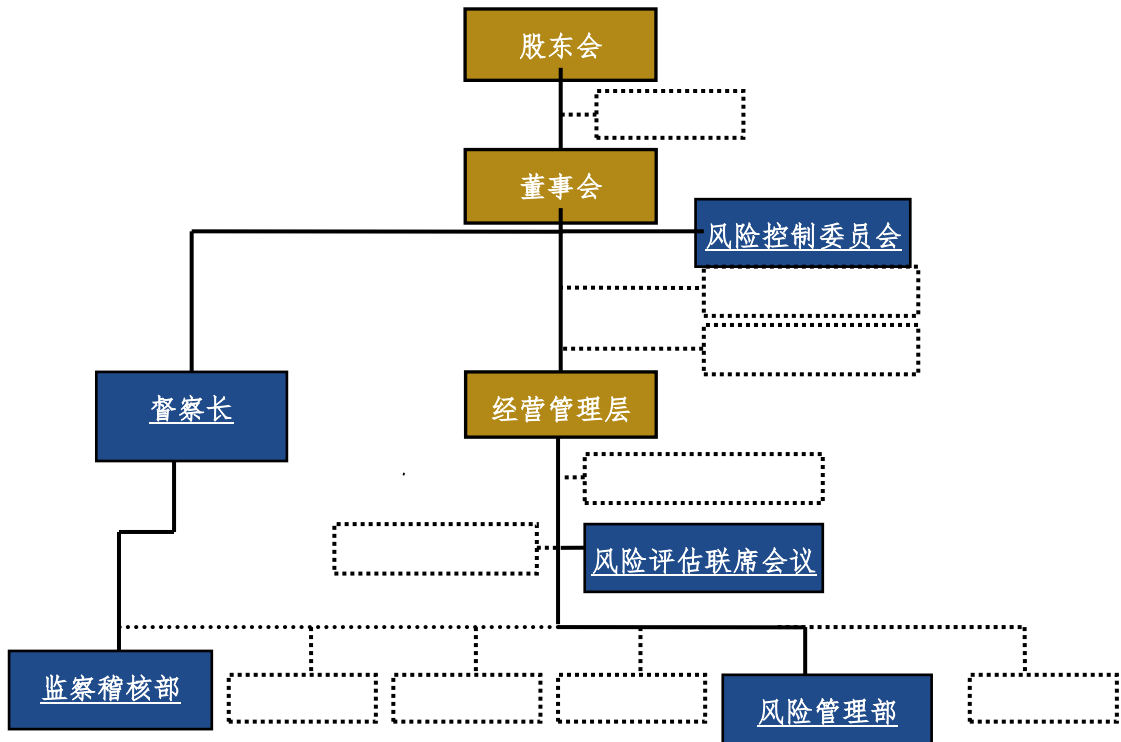 股东会
董事会
风险控制委员会
督察长
经营管理层
风险评估联席会议
监察稽核部
风险管理部